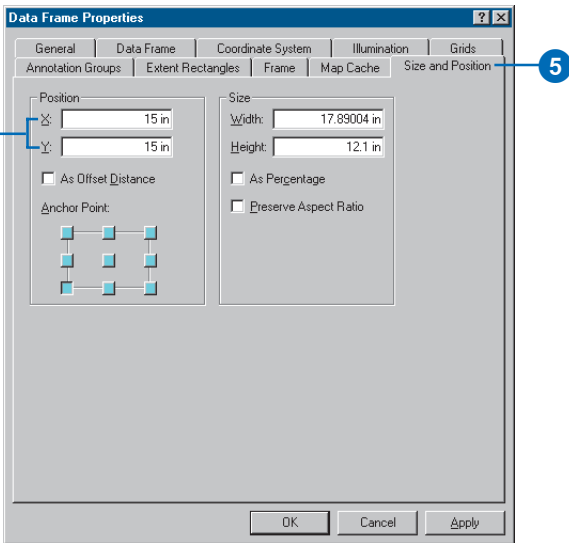 Data Frame Properties
General Data Frame Coordinate System Illumination Grids
Annotation Groups Extent Rectangles Frame Map Cache Size and Position 5
Position
X: 15 in
Y: 15 in
As Offset Distance
Anchor Point:
Size
Width: 17.89004 in
Height: 12.1 in
As Percentage
Preserve Aspect Ratio
OK Cancel Apply